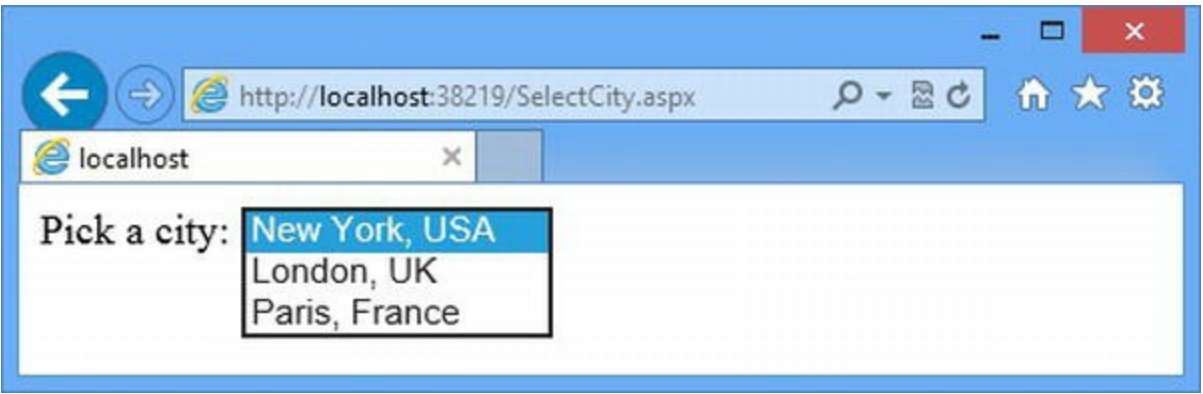 http://localhost:38219/SelectCity.aspx
localhost
Pick a city: New York, USA
London, UK
Paris, France